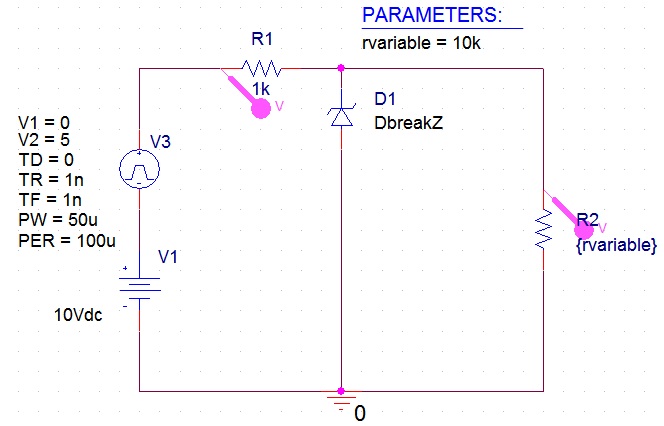 PARAMETERS:
rvariable = 10k
R1
1k
V
D1
DbreakZ
V1 = 0
V2 = 5
TD = 0
TR = 1n
TF = 1n
PW = 50u
PER = 100u
V3
+
-
R2
V
{rvariable}
V1
+
-
10Vdc
0